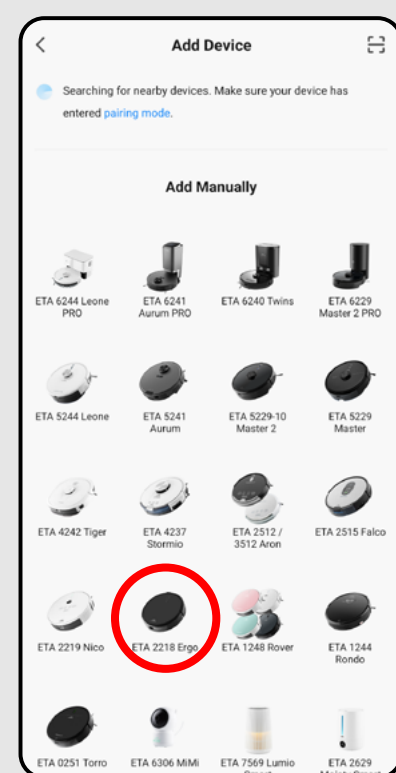 Add Device
Searching for nearby devices. Make sure your device has
entered pairing mode.
Add Manually
ETA 6244 Leone
PRO
ETA 6241
Aurum PRO
ETA 6240 Twins
ETA 6229
Master 2 PRO
ETA 5244 Leone
ETA 5241
Aurum
ETA 5229-10
Master 2
ETA 5229
Master
ETA 4242 Tiger
ETA 4237
Stormio
ETA 2512 /
3512 Aron
ETA 2515 Falco
ETA 2219 Nico
ETA 2218 Ergo
ETA 1248 Rover
ETA 1244
Rondo
ETA 0251 Torro
ETA 6306 MiMi
ETA 7569 Lumio
ETA 2629